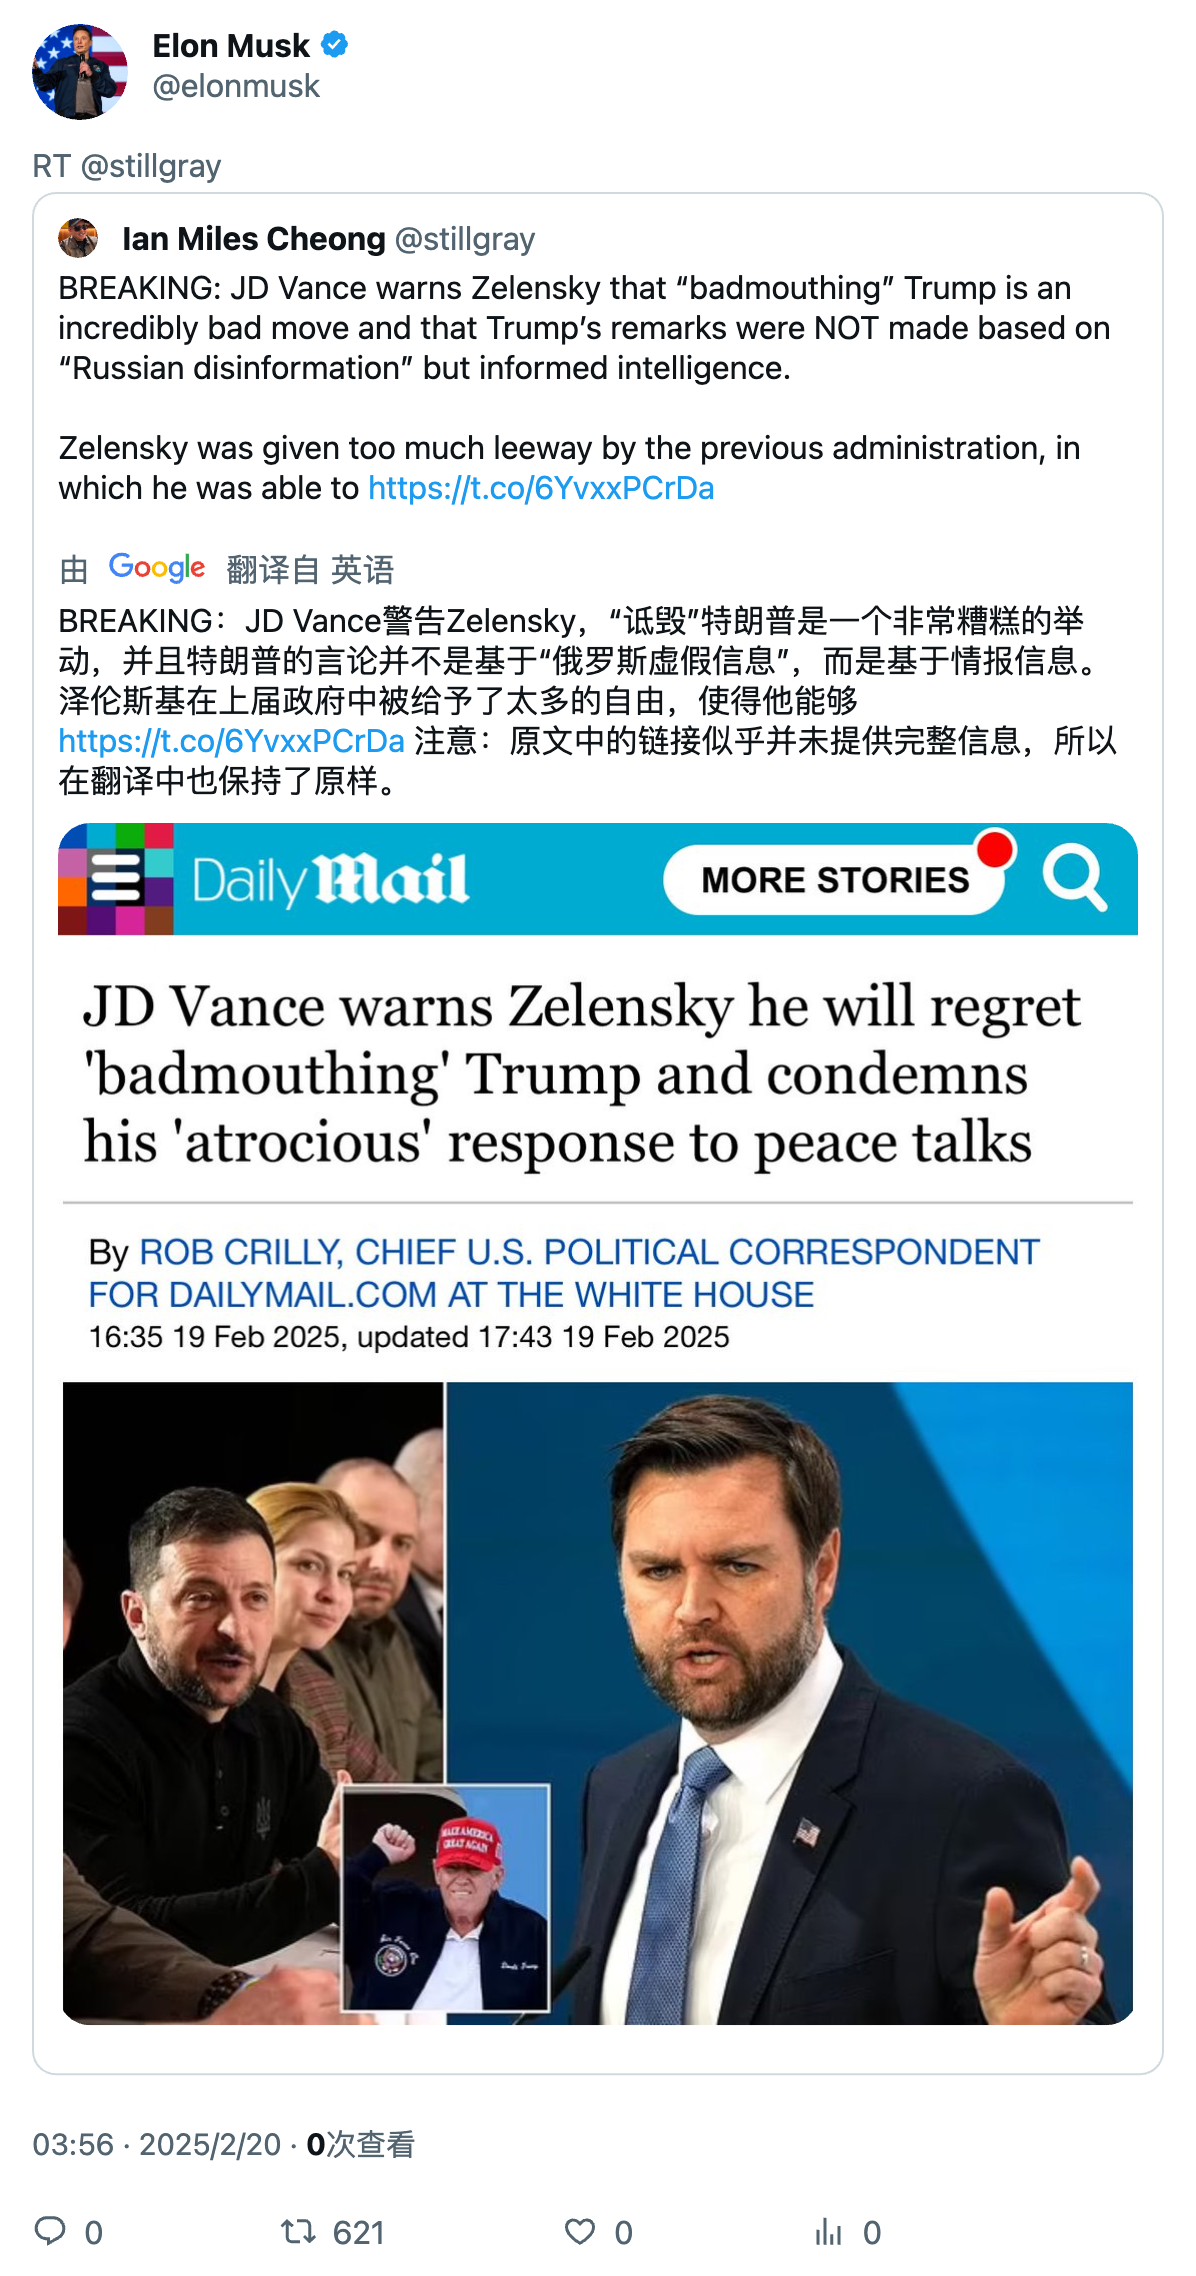 Elon Musk
@elonmusk
RT @stillgray
Ian Miles Cheong @stillgray
BREAKING: JD Vance warns Zelensky that “badmouthing” Trump is an
incredibly bad move and that Trump’s remarks were NOT made based on
“Russian disinformation” but informed intelligence.
Zelensky was given too much leeway by the previous administration, in
which he was able to https://t.co/6YvxxPCrDa
由 Google 翻译自 英语
BREAKING：JD Vance警告Zelensky，“诋毁”特朗普是一个非常糟糕的举
动，并且特朗普的言论并不是基于“俄罗斯虚假信息”，而是基于情报信息。
泽伦斯基在上届政府中被给予了太多的自由，使得他能够
https://t.co/6YvxxPCrDa 注意：原文中的链接似乎并未提供完整信息，所以
在翻译中也保持了原样。
Daily Mail
MORE STORIES
JD Vance warns Zelensky he will regret
'badmouthing' Trump and condemns
his 'atrocious' response to peace talks
By ROB CRILLY, CHIEF U.S. POLITICAL CORRESPONDENT
FOR DAILYMAIL.COM AT THE WHITE HOUSE
16:35 19 Feb 2025, updated 17:43 19 Feb 2025
MAKE AMERICA
GREAT AGAIN
03:56 · 2025/2/20 · 0次查看
0 621 0 0